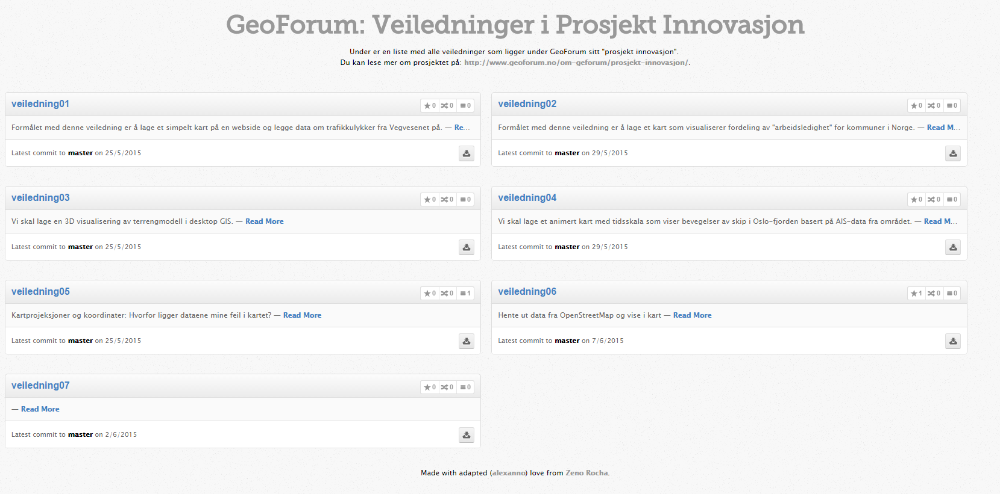 GeoForum: Veiledninger i Prosjekt Innovasjon
Under er en liste med alle veiledninger som ligger under GeoForum sitt "prosjekt innovasjon".
Du kan lese mer om prosjektet på: http://www.geoforum.no/om-geforum/prosjekt-innovasjon/.
veiledning01 0 0 0
Formålet med denne veiledning er å lage et simpelt kart på en webside og legge data om trafikkulykker fra Vegvesenet på. — Re...
Latest commit to master on 25/5/2015
veiledning02 0 0 0
Formålet med denne veiledning er å lage et kart som visualiserer fordeling av "arbeidsledighet" for kommuner i Norge. — Read M...
Latest commit to master on 29/5/2015
veiledning03 0 0 0
Vi skal lage en 3D visualisering av terrengmodell i desktop GIS. — Read More
Latest commit to master on 25/5/2015
veiledning04 0 0 0
Vi skal lage et animert kart med tidsskala som viser bevegelser av skip i Oslo-fjorden basert på AIS-data fra området. — Read M...
Latest commit to master on 29/5/2015
veiledning05 0 0 1
Kartprojeksjoner og koordinater: Hvorfor ligger dataene mine feil i kartet? — Read More
Latest commit to master on 25/5/2015
veiledning06 1 0 0
Hente ut data fra OpenStreetMap og vise i kart — Read More
Latest commit to master on 7/6/2015
veiledning07 0 0 0
— Read More
Latest commit to master on 2/6/2015
Made with adapted (alexanno) love from Zeno Rocha.